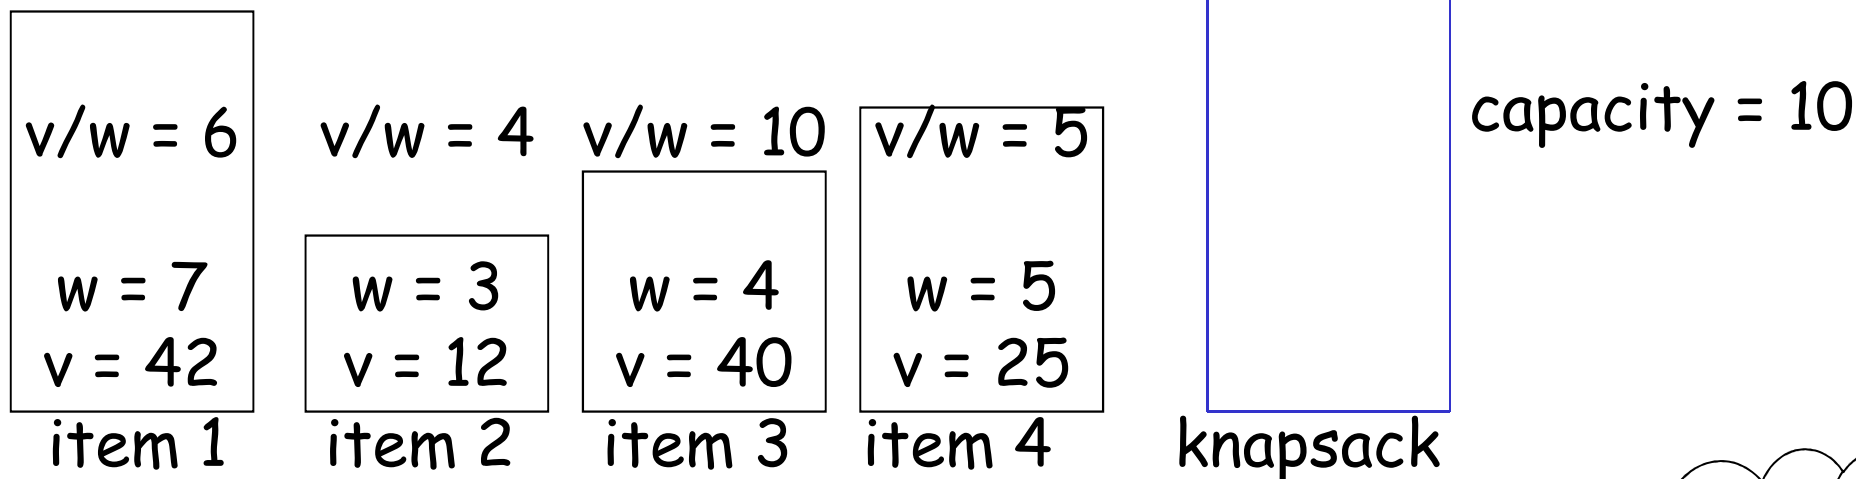 v/w = 6
w = 7
v = 42
item 1
v/w = 4
w = 3
v = 12
item 2
v/w = 10
w = 4
v = 40
item 3
v/w = 5
w = 5
v = 25
item 4
knapsack
capacity = 10